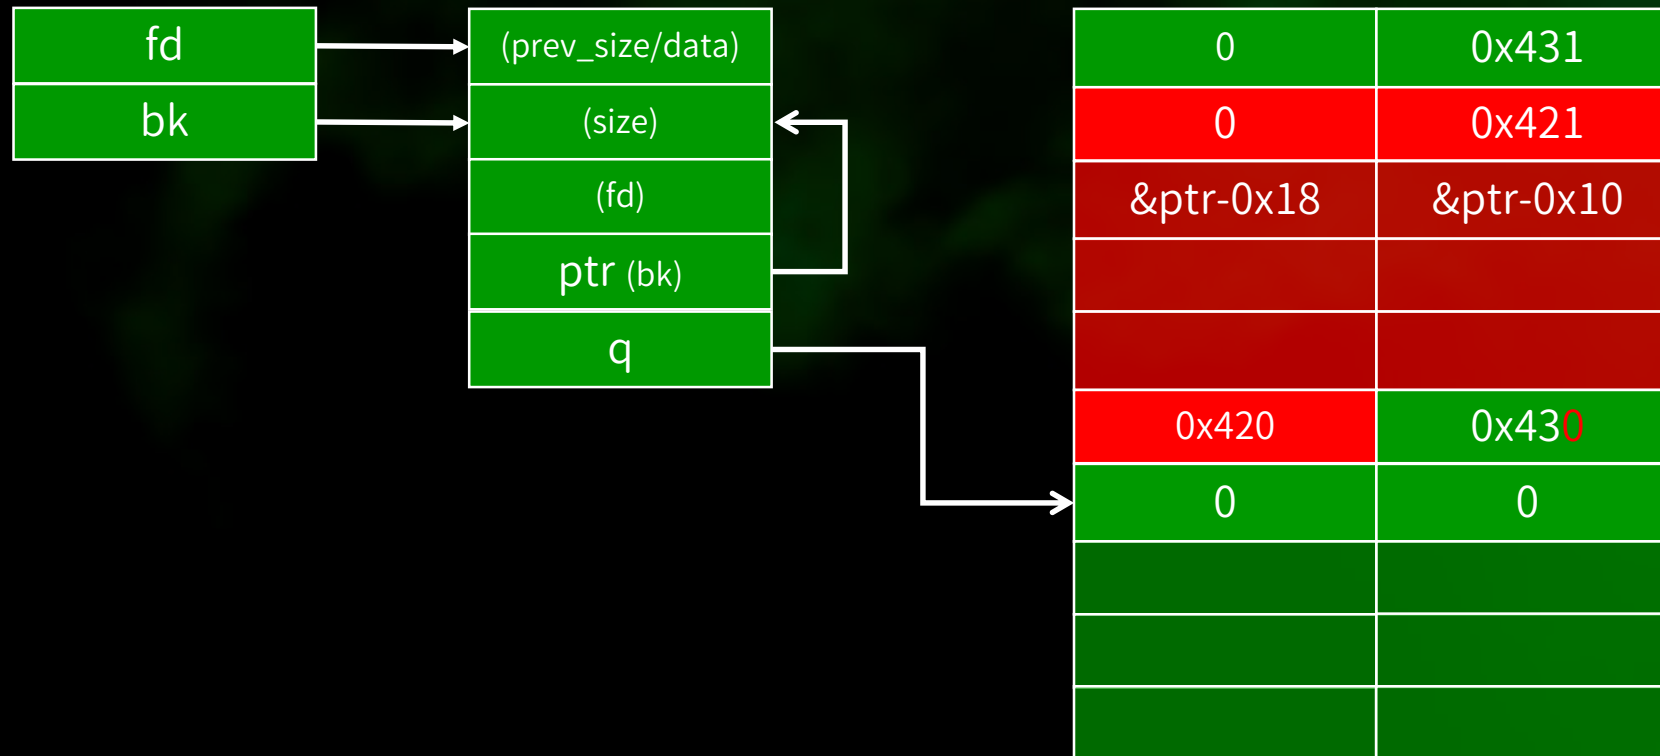 fd
bk
(prev_size/data)
(size)
(fd)
ptr (bk)
q
0 0x431
0 0x421
&ptr-0x18 &ptr-0x10
0x420 0x430
0 0